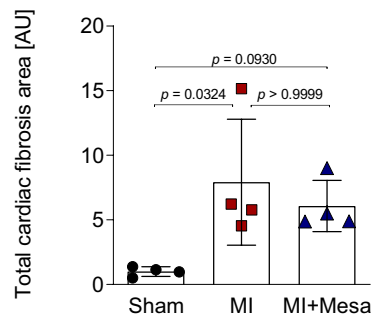 Total cardiac fibrosis area [AU]
20
15
10
5
0
p = 0.0930
p = 0.0324
p > 0.9999
Sham
MI
MI+Mesa